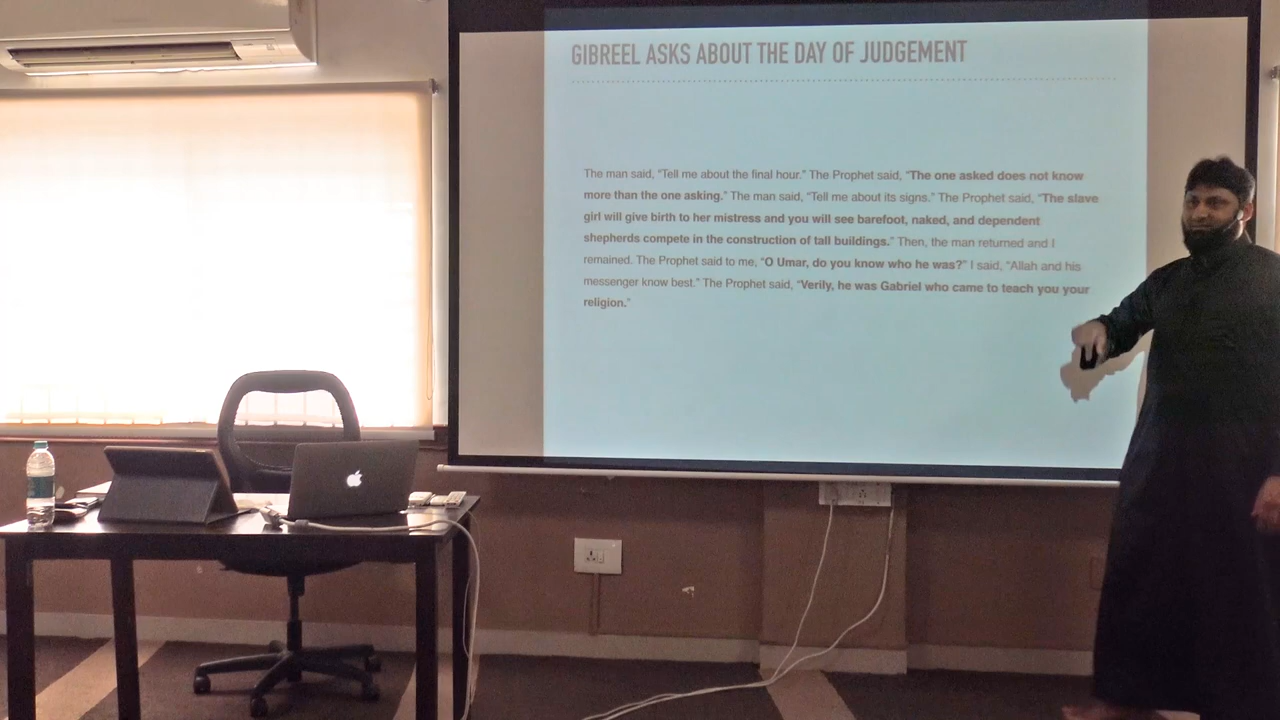 GIBREEL ASKS ABOUT THE DAY OF JUDGEMENT
The man said, “Tell me about the final hour.” The Prophet said, “The one asked does not know
more than the one asking.” The man said, “Tell me about its signs.” The Prophet said, “The slave
girl will give birth to her mistress and you will see barefoot, naked, and dependent
shepherds compete in the construction of tall buildings.” Then, the man returned and I
remained. The Prophet said to me, “O Umar, do you know who he was?” I said, “Allah and his
messenger know best.” The Prophet said, “Verily, he was Gabriel who came to teach you your
religion.”